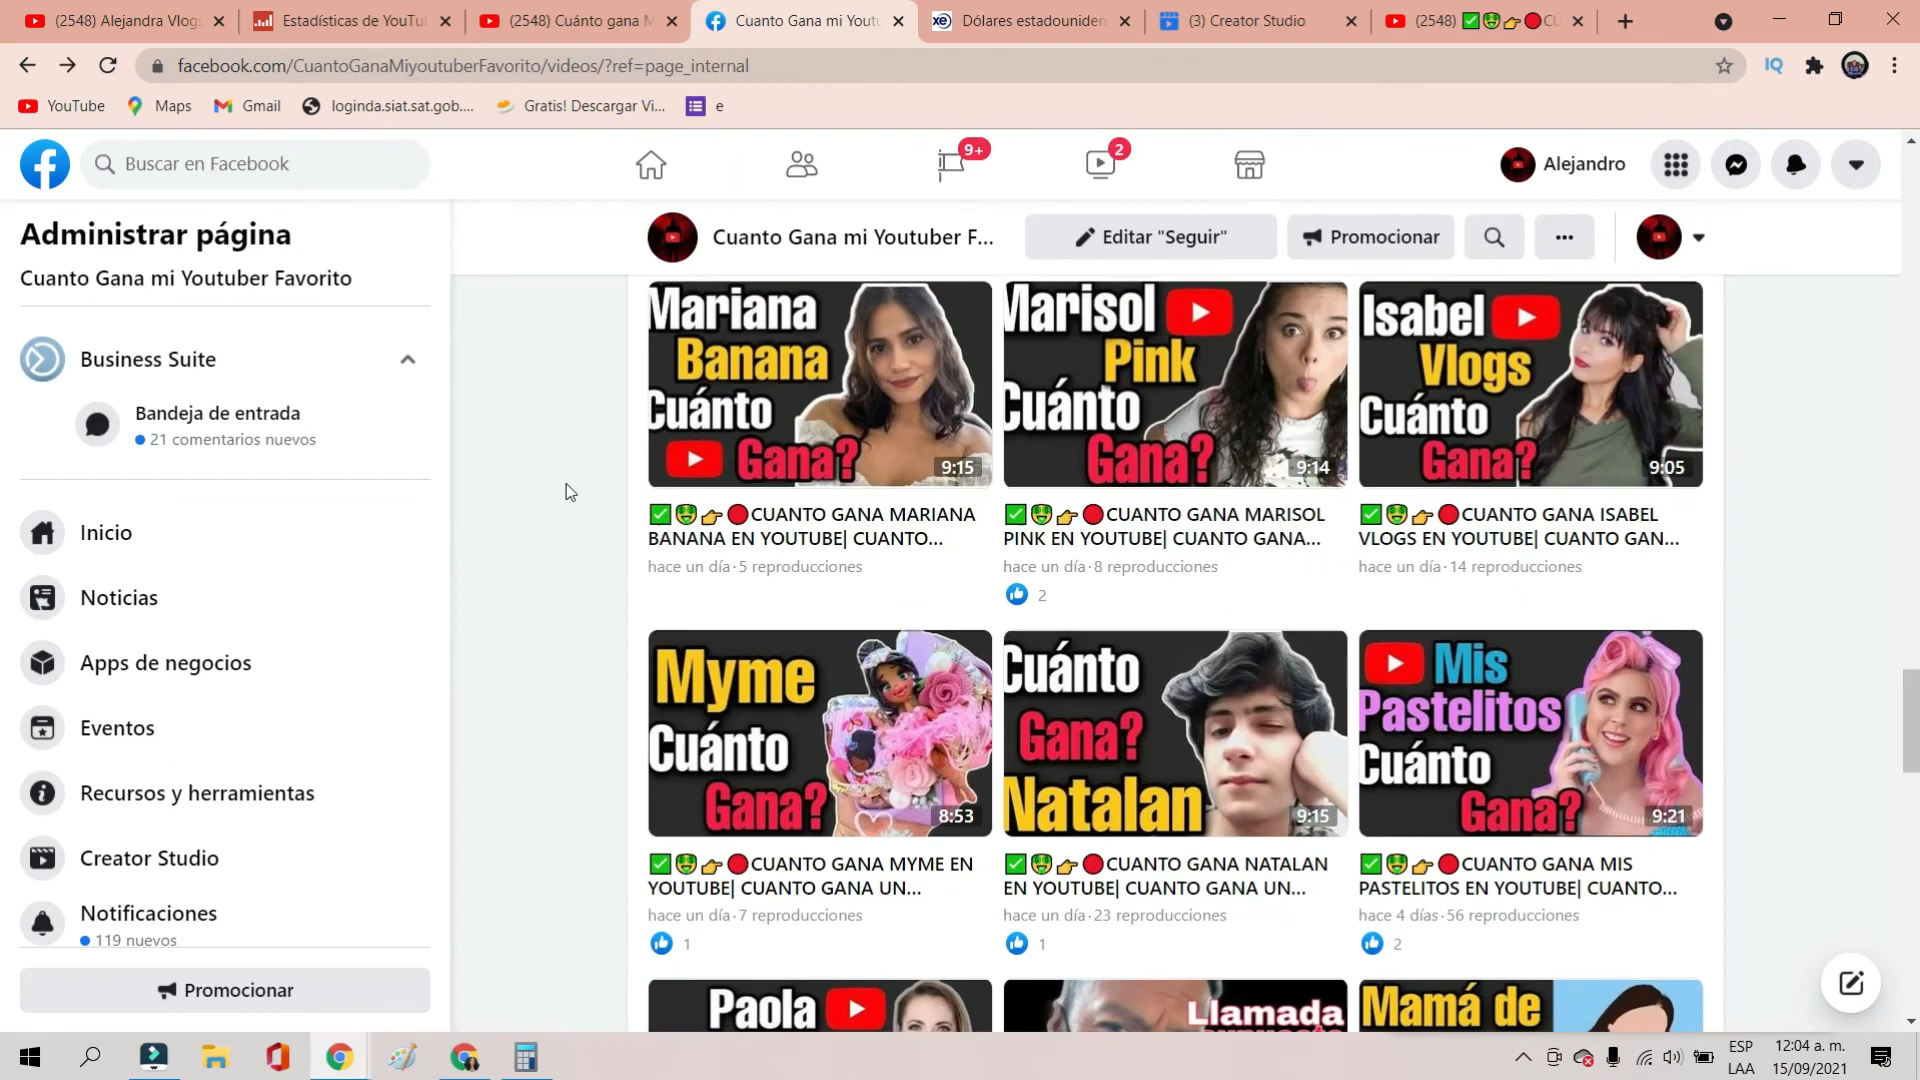 (2548) Alejandra Vlogs
Estadísticas de YouTu
(2548) Cuánto gana M
Cuanto Gana mi Youtu
Dólares estadouniden
(3) Creator Studio
(2548) ✅🤑👉🔴CU
facebook.com/CuantoGanaMiyoutuberFavorito/videos/?ref=page_internal
IQ
YouTube
Maps
Gmail
loginda.siat.sat.gob....
Gratis! Descargar Vi...
e
Buscar en Facebook
9+
2
Alejandro
Administrar página
Cuanto Gana mi Youtuber Favorito
Business Suite
Bandeja de entrada
21 comentarios nuevos
Inicio
Noticias
Apps de negocios
Eventos
Recursos y herramientas
Creator Studio
Notificaciones
119 nuevos
Promocionar
Cuanto Gana mi Youtuber F...
Editar "Seguir"
Promocionar
...
Mariana
Banana
Cuánto
Gana?
9:15
Marisol
Pink
Cuánto
Gana?
9:14
Isabel
Vlogs
Cuánto
Gana?
9:05
✅🤑👉🔴CUANTO GANA MARIANA
BANANA EN YOUTUBE| CUANTO...
hace un día·5 reproducciones
✅🤑👉🔴CUANTO GANA MARISOL
PINK EN YOUTUBE| CUANTO GANA...
hace un día·8 reproducciones
2
✅🤑👉🔴CUANTO GANA ISABEL
VLOGS EN YOUTUBE| CUANTO GAN...
hace un día·14 reproducciones
Myme
Cuánto
Gana?
8:53
Cuánto
Gana?
Natalan
9:15
Mis
Pastelitos
Cuánto
Gana?
9:21
✅🤑👉🔴CUANTO GANA MYME EN
YOUTUBE| CUANTO GANA UN...
hace un día·7 reproducciones
1
✅🤑👉🔴CUANTO GANA NATALAN
EN YOUTUBE| CUANTO GANA UN...
hace un día·23 reproducciones
1
✅🤑👉🔴CUANTO GANA MIS
PASTELITOS EN YOUTUBE| CUANTO...
hace 4 días·56 reproducciones
2
Paola
Llamada
Mamá de
xe
ESP
LAA
12:04 a. m.
15/09/2021